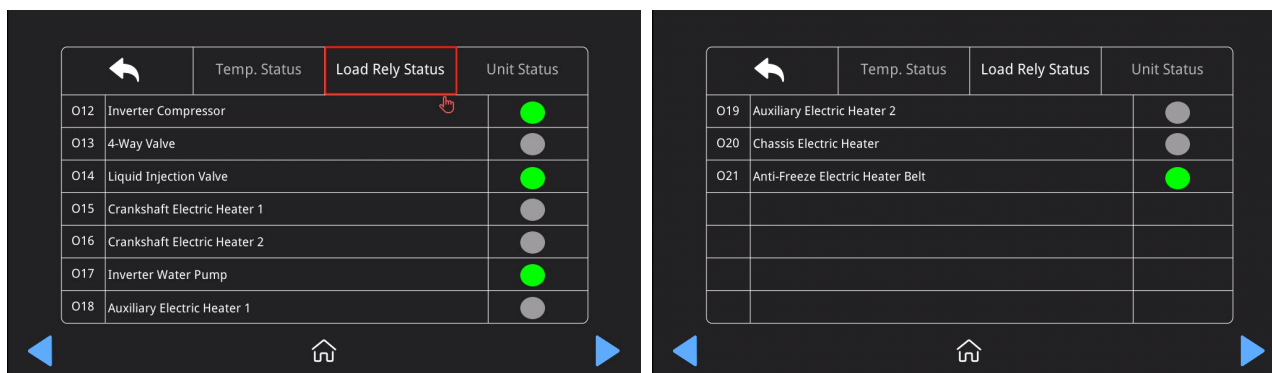 Temp. Status Load Rely Status Unit Status
O12 Inverter Compressor
O13 4-Way Valve
O14 Liquid Injection Valve
O15 Crankshaft Electric Heater 1
O16 Crankshaft Electric Heater 2
O17 Inverter Water Pump
O18 Auxiliary Electric Heater 1
Temp. Status Load Rely Status Unit Status
O19 Auxiliary Electric Heater 2
O20 Chassis Electric Heater
O21 Anti-Freeze Electric Heater Belt